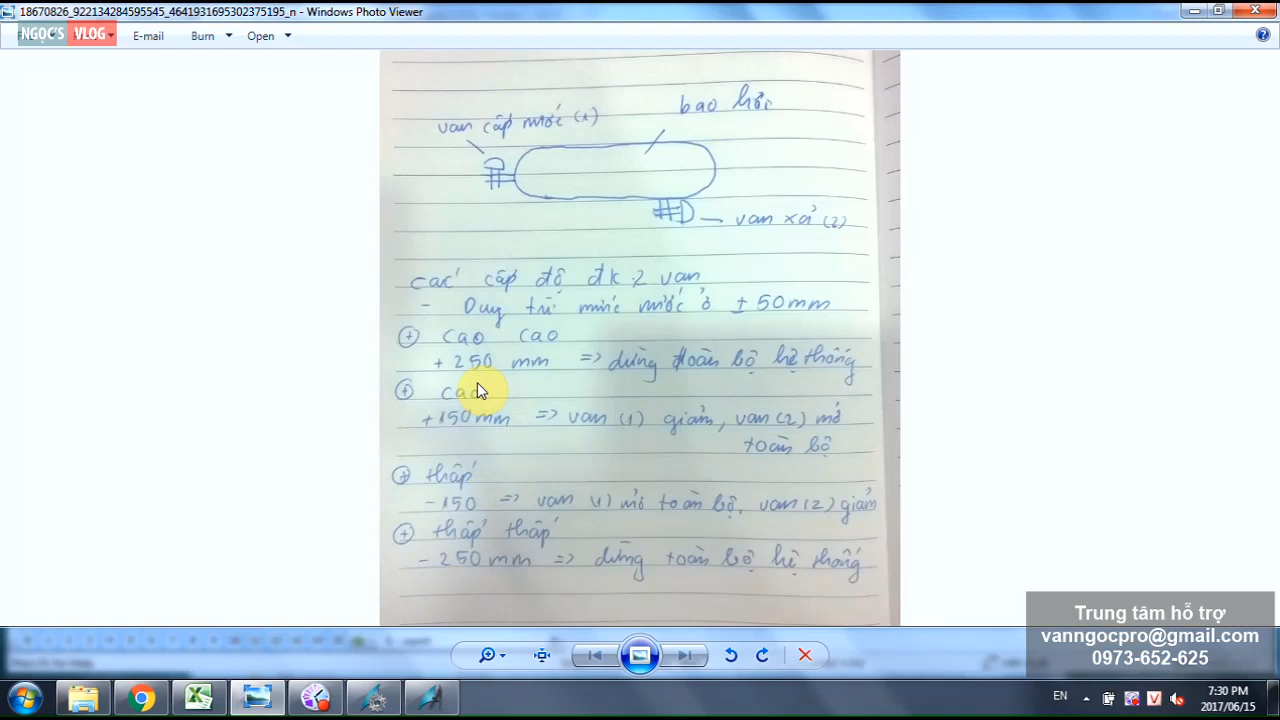 18670826_922134284595545_4641931695302375195_n - Windows Photo Viewer
NGỌC'S VLOG
E-mail Burn Open
van cấp nước (1)
bao hơi
van xả (2)
các cấp độ đk 2 van
- Duy trì mức nước ở ± 50mm
+ cao cao
+ 250 mm => dừng toàn bộ hệ thống
+ cao
+150mm => van (1) giảm, van (2) mở
toàn bộ
+ thấp
-150 => van (1) mở toàn bộ, van (2) giảm
+ thấp thấp
- 250 mm => dừng toàn bộ hệ thống
Trung tâm hỗ trợ
vanngocpro@gmail.com
0973-652-625
EN
7:30 PM
2017/06/15